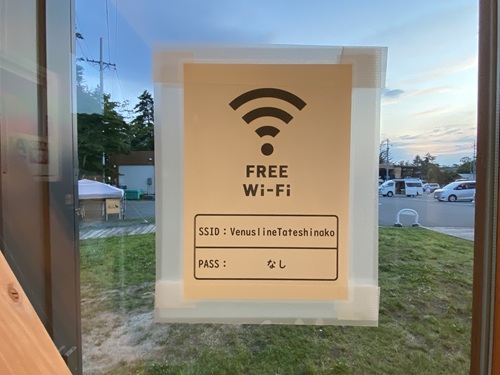 FREE
Wi-Fi
SSID：VenuslineTateshinako
PASS： なし